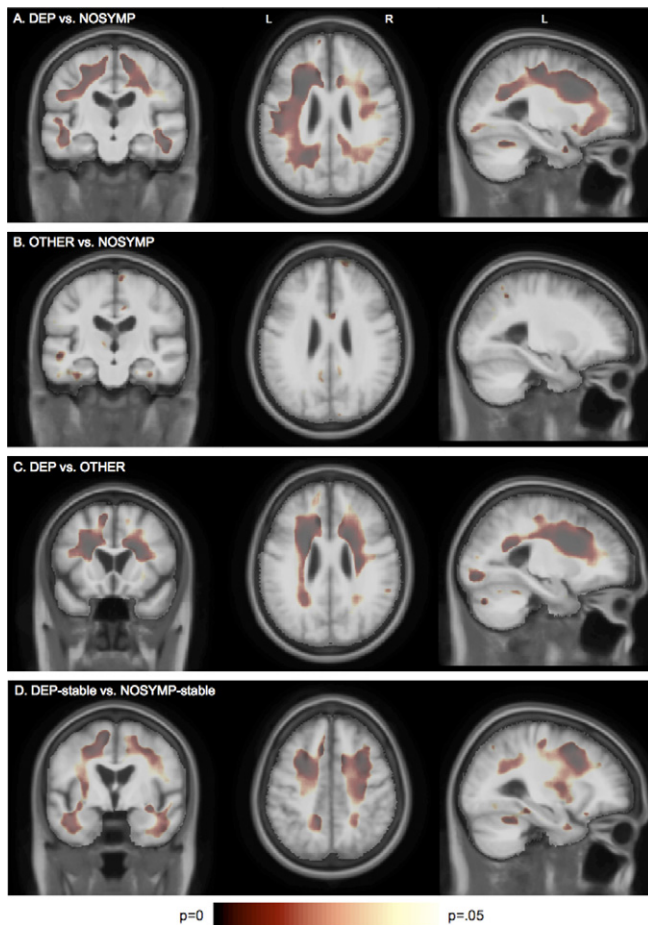 A. DEP vs. NOSYMP
L
R
L
B. OTHER vs. NOSYMP
C. DEP vs. OTHER
D. DEP-stable vs. NOSYMP-stable
p=0
p=.05